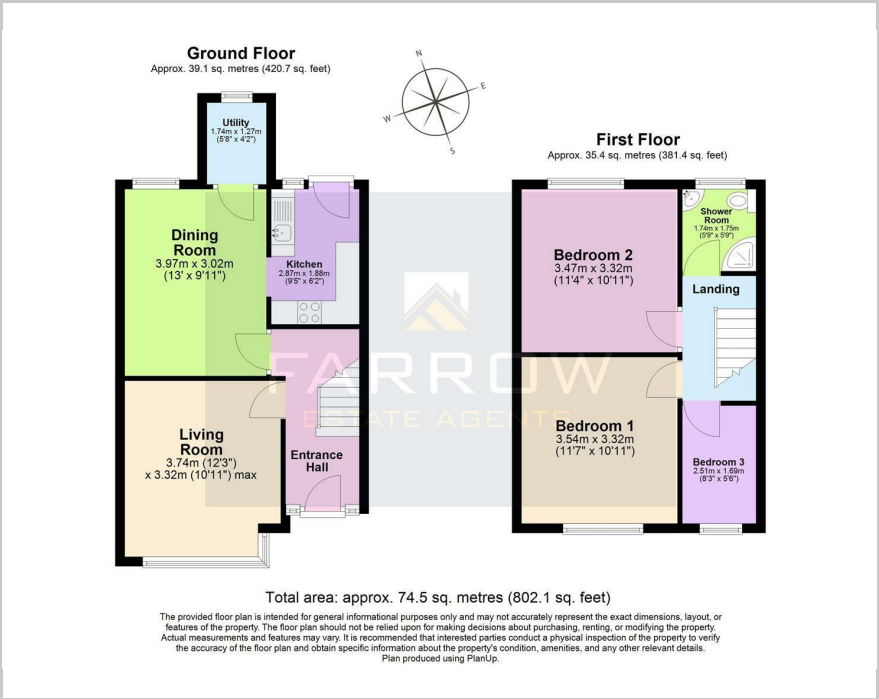 Ground Floor
Approx. 39.1 sq. metres (420.7 sq. feet)
N
E
S
W
Utility
1.74m x 1.27m
(5'8" x 4'2")
Dining
Room
3.97m x 3.02m
(13' x 9'11")
Kitchen
2.87m x 1.88m
(9'5" x 6'2")
Living
Room
3.74m (12'3")
x 3.32m (10'11") max
Entrance
Hall
First Floor
Approx. 35.4 sq. metres (381.4 sq. feet)
Bedroom 2
3.47m x 3.32m
(11'4" x 10'11")
Shower
Room
1.74m x 1.75m
(5'9" x 5'9")
Landing
Bedroom 1
3.54m x 3.32m
(11'7" x 10'11")
Bedroom 3
2.51m x 1.69m
(8'3" x 5'6")
FARROW
ESTATE AGENTS
Total area: approx. 74.5 sq. metres (802.1 sq. feet)
The provided floor plan is intended for general informational purposes only and may not accurately represent the exact dimensions, layout, or
features of the property. The floor plan should not be relied upon for making decisions about purchasing, renting, or modifying the property.
Actual measurements and features may vary. It is recommended that interested parties conduct a physical inspection of the property to verify
the accuracy of the floor plan and obtain specific information about the property's condition, amenities, and any other relevant details.
Plan produced using PlanUp.